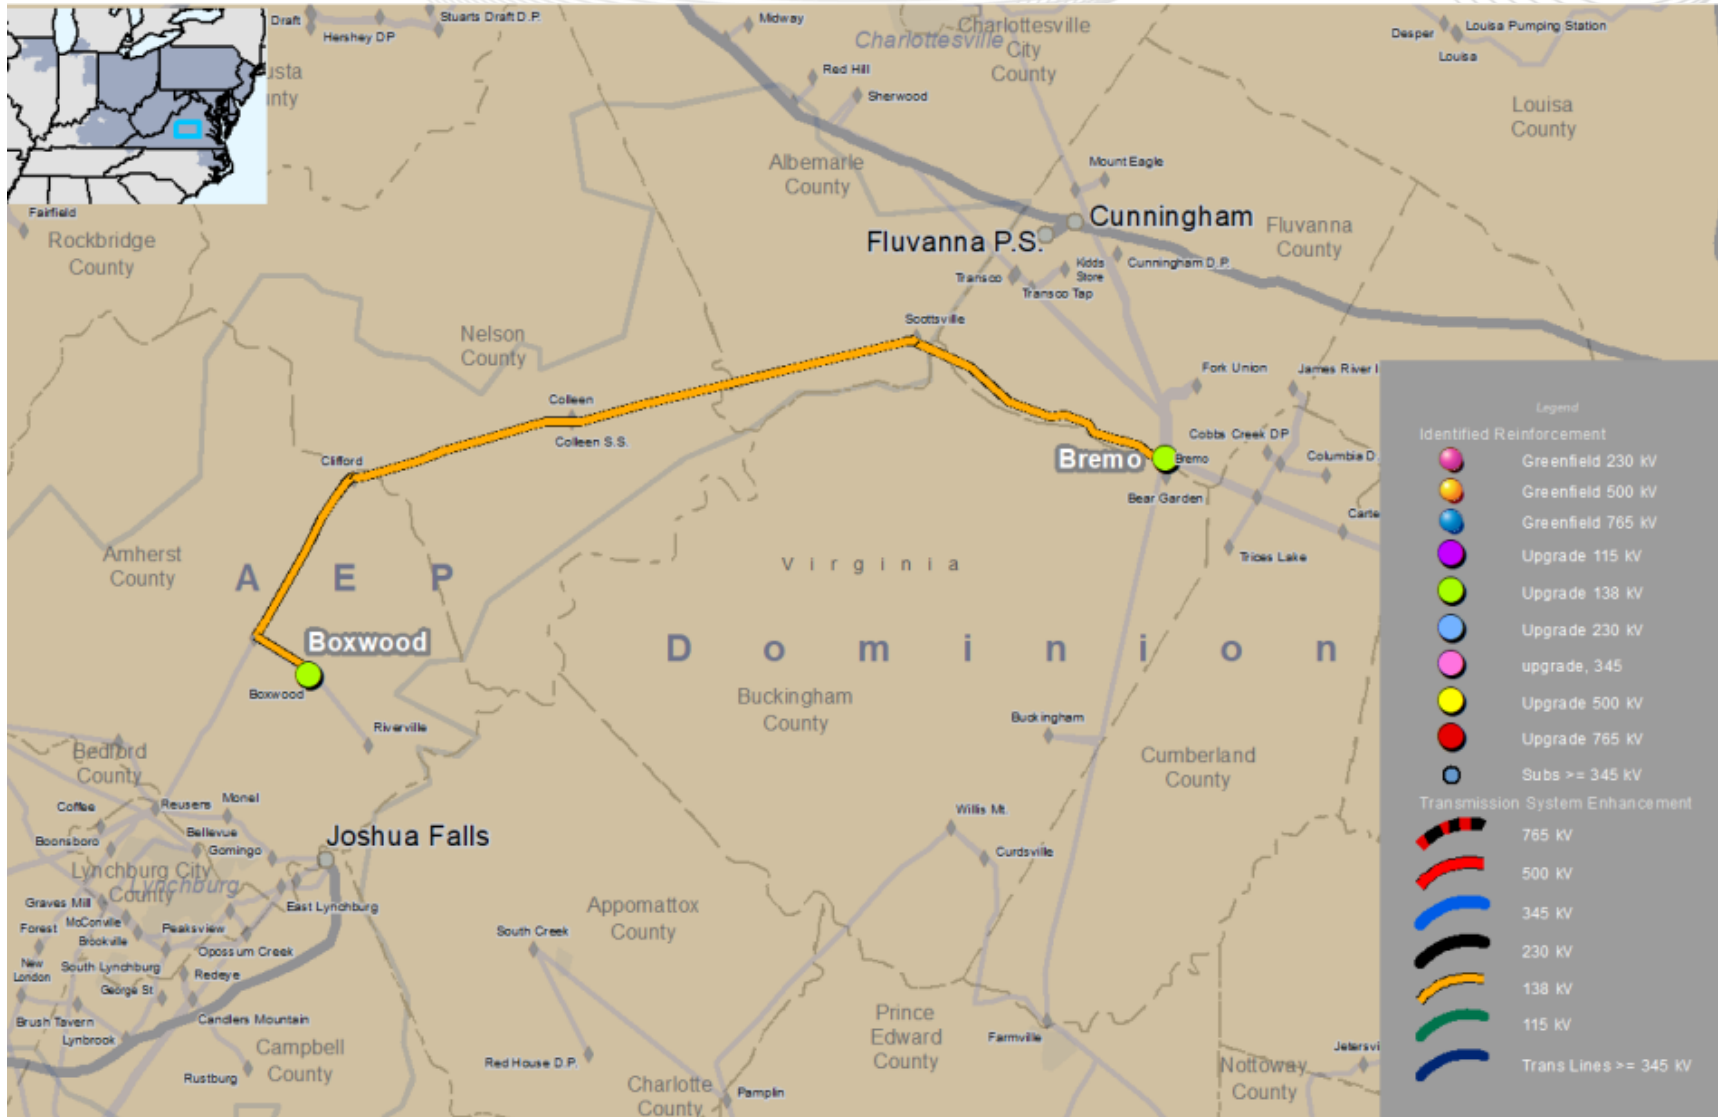 Draft
Stuarts Draft D.P.
Hershey DP
Midway
Charlottesville
Charlottesville
City
County
Desper
Louisa Pumping Station
Louisa
Red Hill
Sherwood
usta
unty
Louisa
County
Albemarle
County
Mount Eagle
Fairfield
Rockbridge
County
Cunningham
Fluvanna P.S.
Fluvanna
County
Kidds
Store
Cunningham D.P.
Transco
Transco Tap
Nelson
County
Scottsville
Fork Union
James River I
Colleen
Colleen S.S.
Cobbs Creek DP
Columbia D.
Clifford
Bremo
Bremo
Bear Garden
Carte
Trices Lake
Amherst
County
A E P
Virginia
Boxwood
Boxwood
Dominion
Riverville
Buckingham
County
Buckingham
Cumberland
County
Bedford
County
Coffee
Reusens
Monel
Boonsboro
Bellevue
Gomingo
Joshua Falls
Willis Mt.
Curdsville
Lynchburg City
County
Lynchburg
Graves Mill
East Lynchburg
Forest
McConville
Brookville
Peaksview
Opossum Creek
New
London
South Lynchburg
Redeye
George St
Appomattox
County
South Creek
Brush Tavern
Candlers Mountain
Lynbrook
Campbell
County
Rustburg
Red House D.P.
Prince
Edward
County
Farmville
Charlotte
County
Pamplin
Nottoway
County
Jetersvi
Legend
Identified Reinforcement
Greenfield 230 kV
Greenfield 500 kV
Greenfield 765 kV
Upgrade 115 kV
Upgrade 138 kV
Upgrade 230 kV
upgrade, 345
Upgrade 500 kV
Upgrade 765 kV
Subs >= 345 kV
Transmission System Enhancement
765 kV
500 kV
345 kV
230 kV
138 kV
115 kV
Trans Lines >= 345 kV